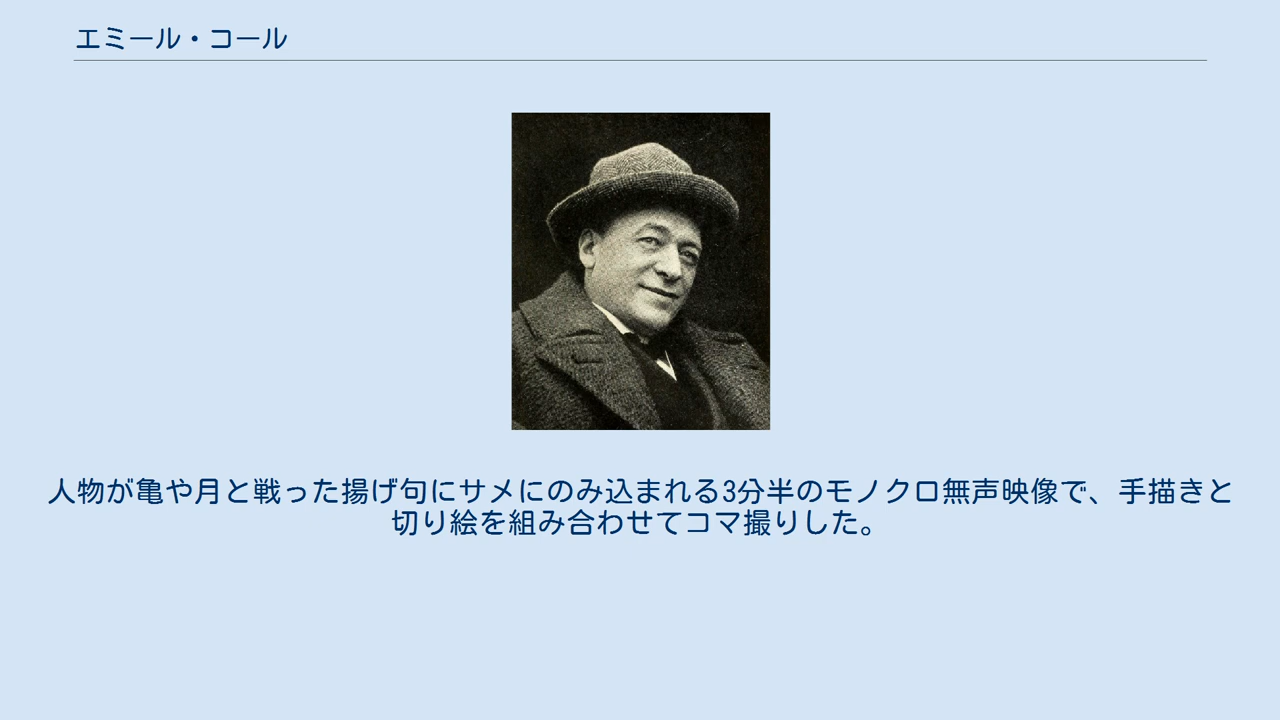 エミール・コール
人物が亀や月と戦った揚げ句にサメにのみ込まれる3分半のモノクロ無声映像で、手描きと
切り絵を組み合わせてコマ撮りした。